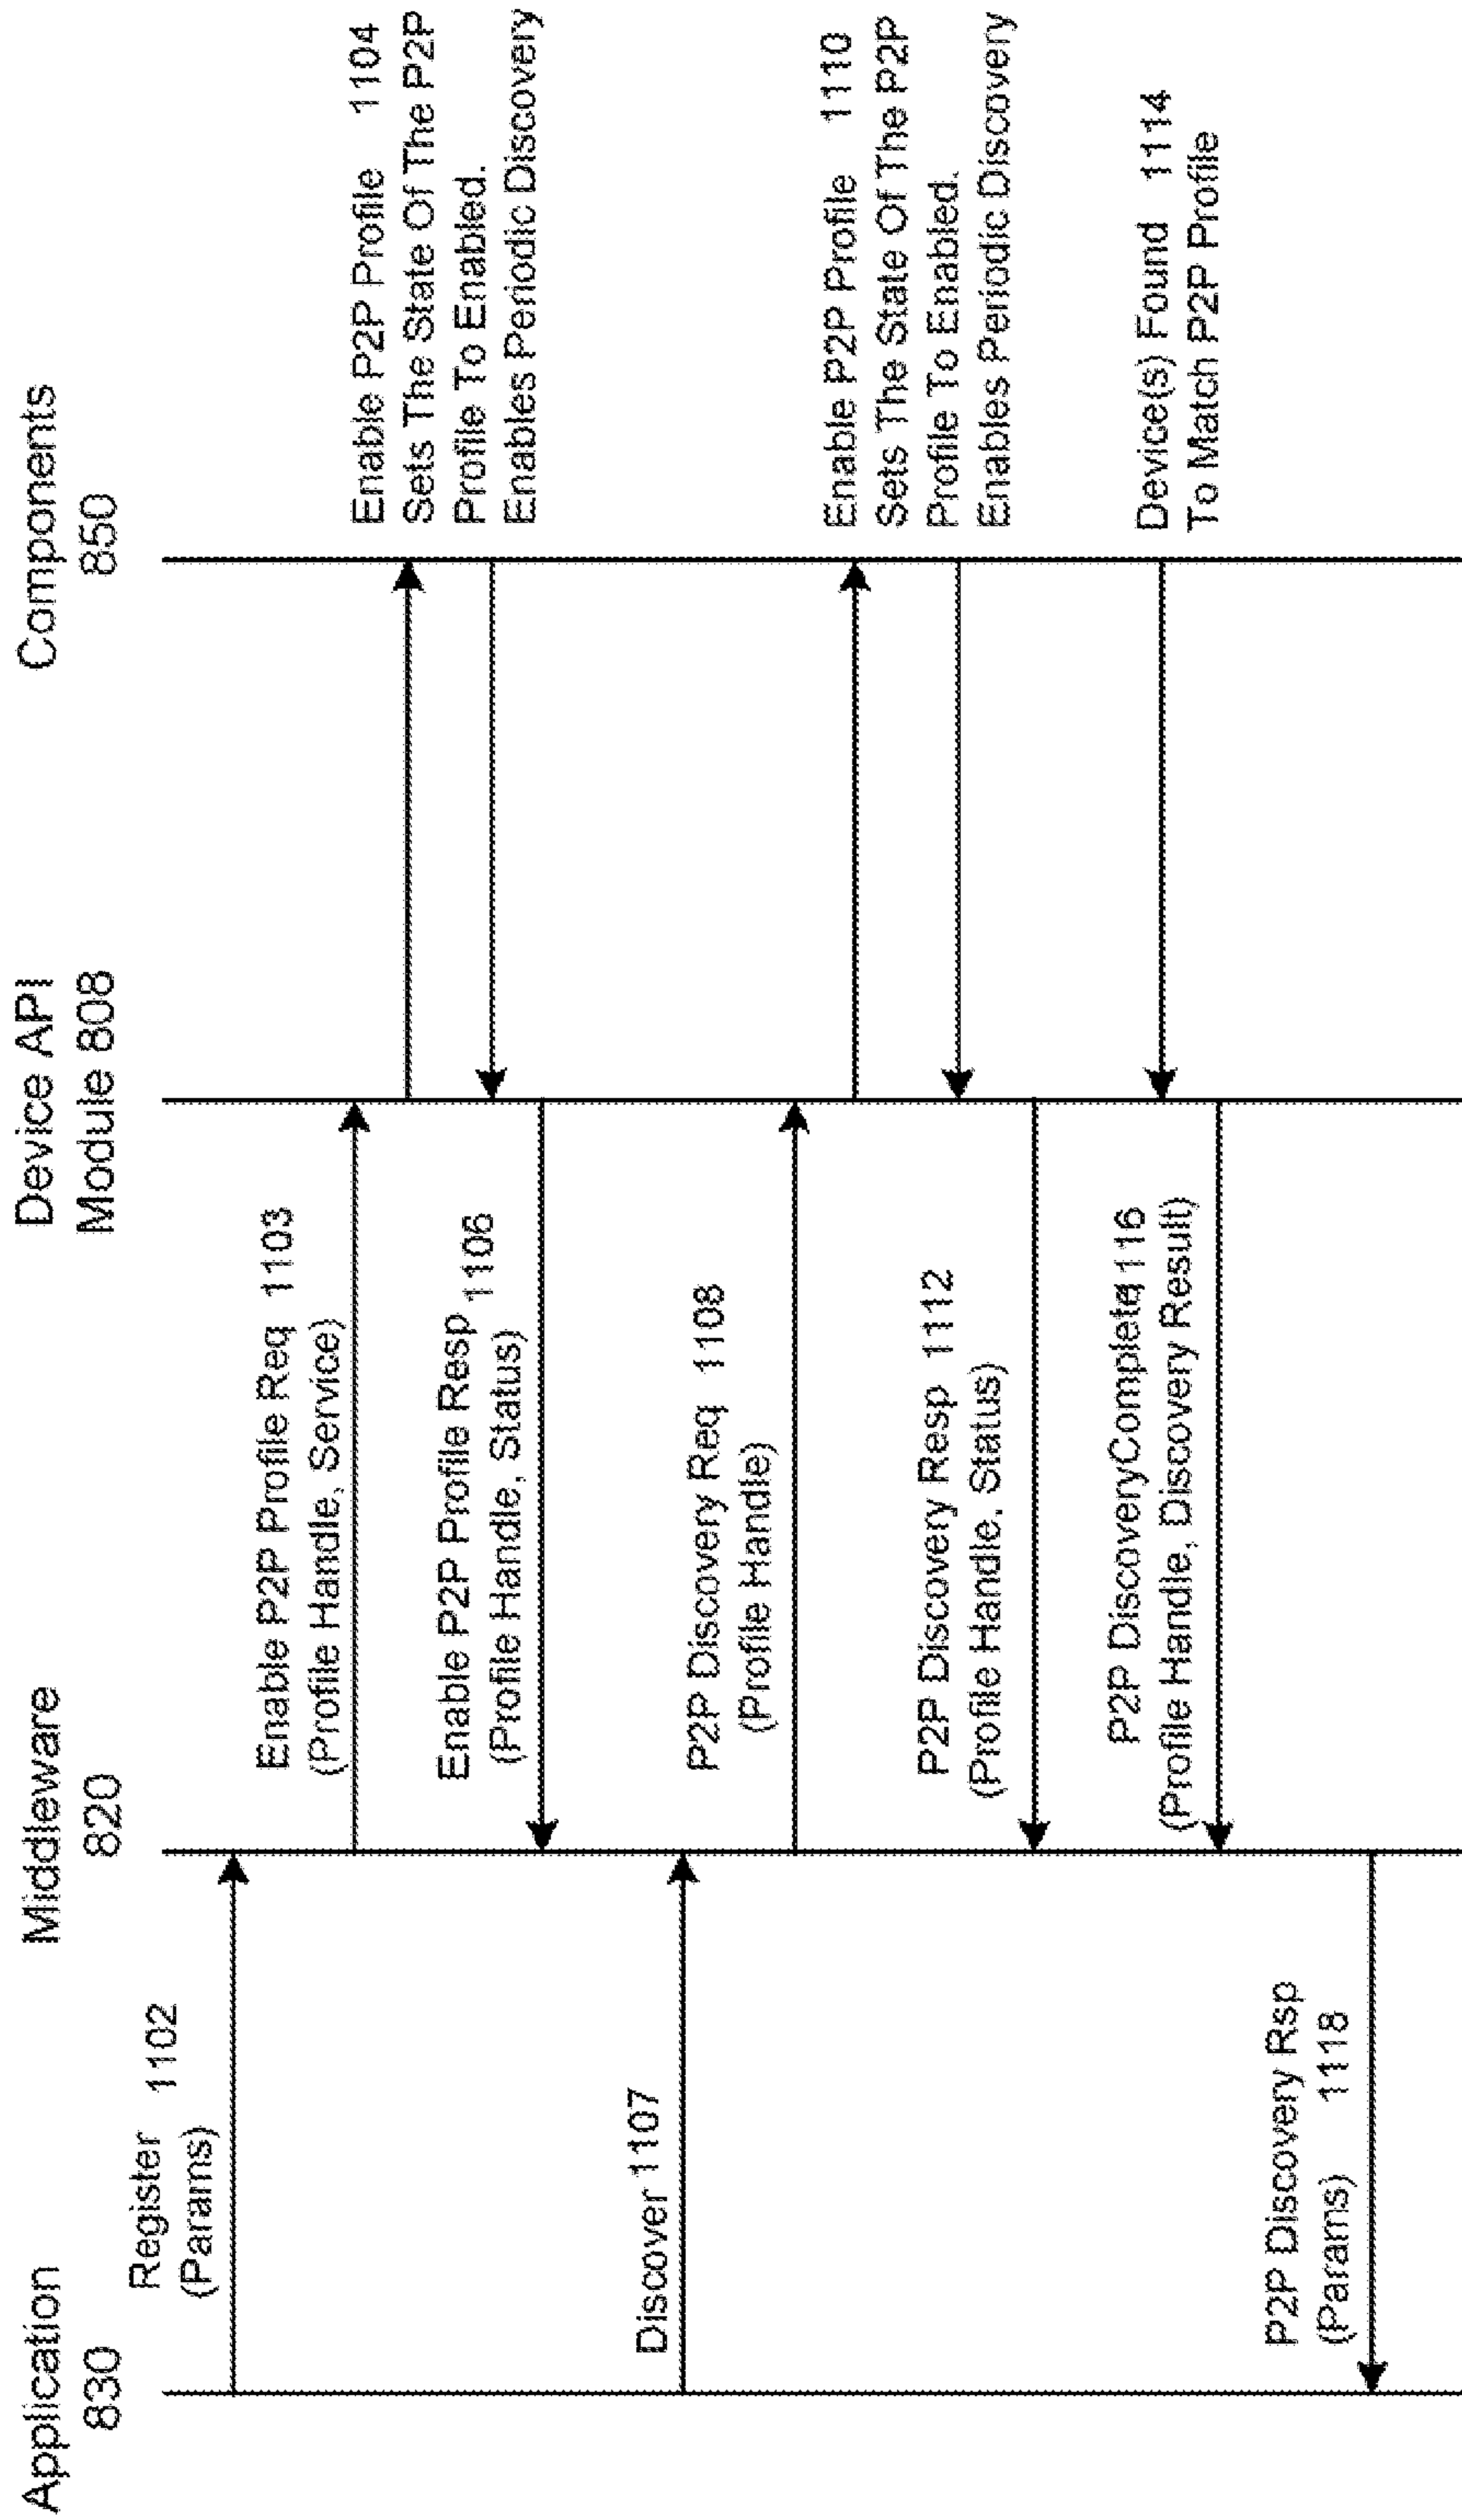 Application
830
Middleware
820
Device API
Module 808
Components
850
Register 1102
(Params)
Enable P2P Profile Req 1103
(Profile Handle, Service)
Enable P2P Profile 1104
Sets The State Of The P2P
Profile To Enabled.
Enables Periodic Discovery
Enable P2P Profile Resp 1106
(Profile Handle, Status)
Discover 1107
P2P Discovery Req 1108
(Profile Handle)
Enable P2P Profile 1110
Sets The State Of The P2P
Profile To Enabled.
Enables Periodic Discovery
P2P Discovery Resp 1112
(Profile Handle, Status)
Device(s) Found 1114
To Match P2P Profile
P2P DiscoveryComplete 1116
(Profile Handle, Discovery Result)
P2P Discovery Rsp
(Params) 1118